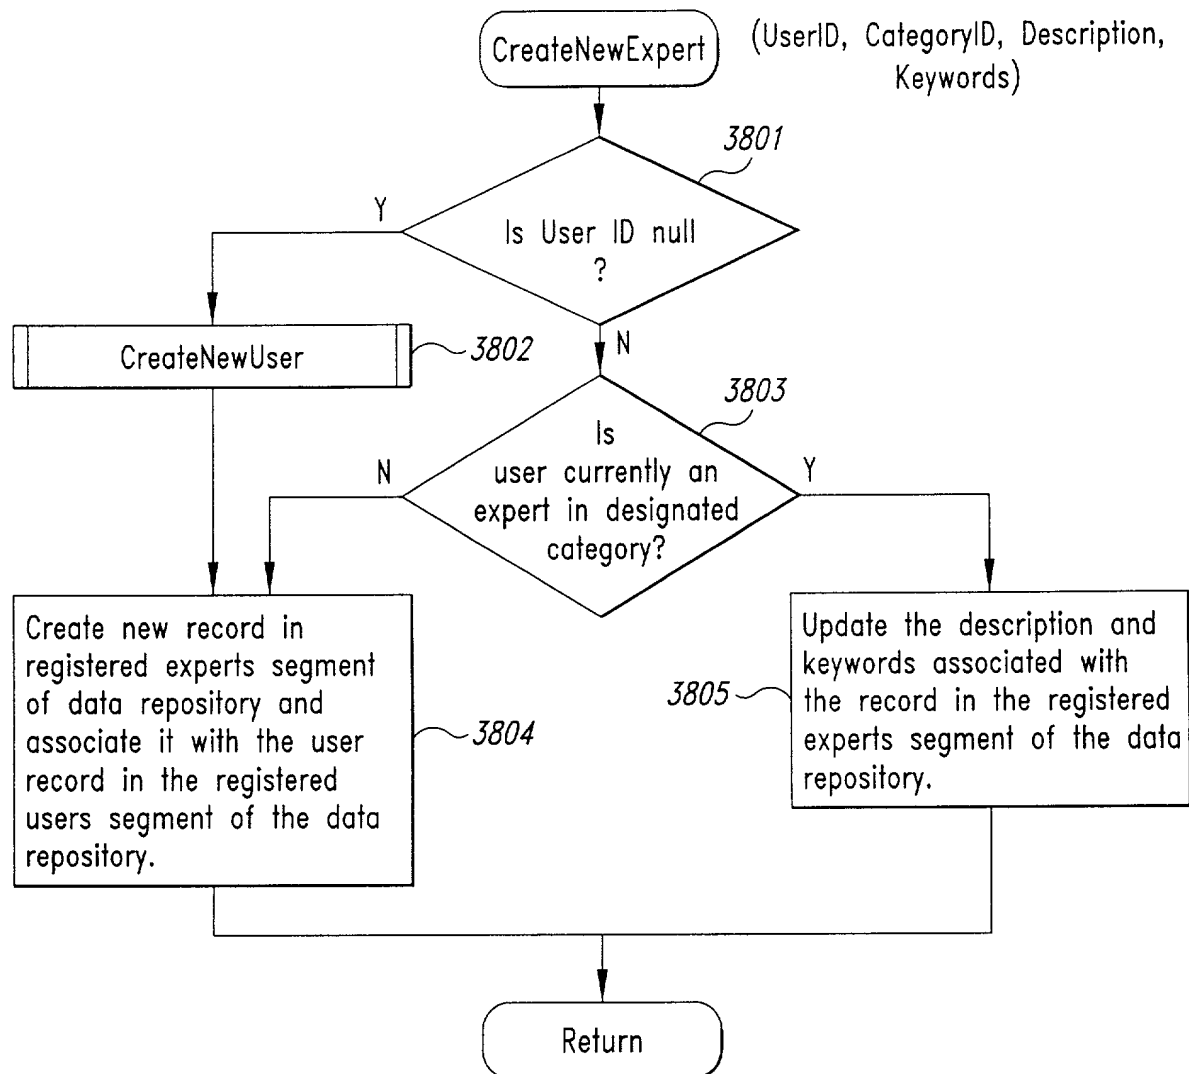 CreateNewExpert
(UserID, CategoryID, Description,
Keywords)
3801
Y
Is User ID null
?
CreateNewUser
3802
N
3803
Is
user currently an
expert in designated
category?
N
Y
Create new record in
registered experts segment
of data repository and
associate it with the user
record in the registered
users segment of the data
repository.
3804
3805
Update the description and
keywords associated with
the record in the registered
experts segment of the data
repository.
Return